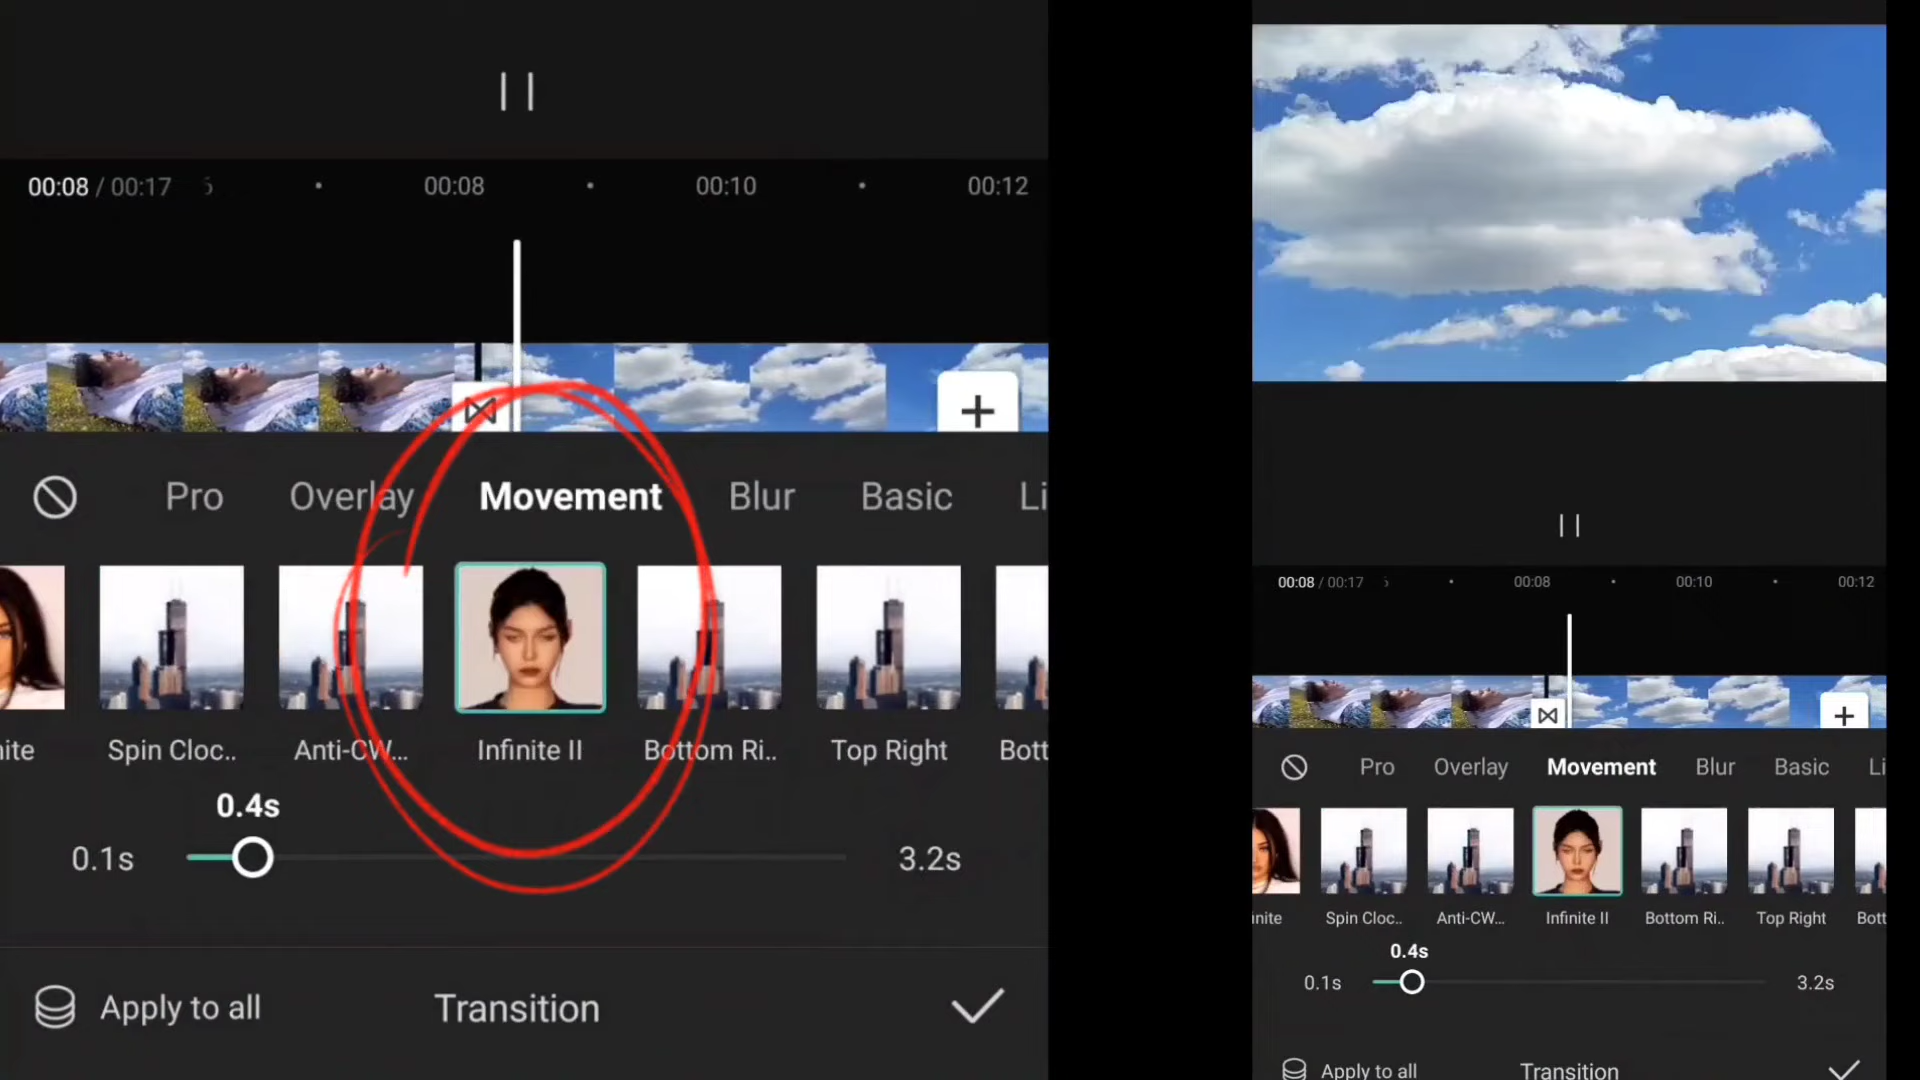 00:08 / 00:17
00:08
00:10
00:12
Pro
Overlay
Movement
Blur
Basic
Li
nite
Spin Cloc..
Anti-CW...
Infinite II
Bottom Ri..
Top Right
Bott
0.4s
0.1s
3.2s
Apply to all
Transition
00:08 / 00:17
00:08
00:10
00:12
Pro
Overlay
Movement
Blur
Basic
Li
inite
Spin Cloc..
Anti-CW...
Infinite II
Bottom Ri..
Top Right
Bott
0.4s
0.1s
3.2s
Apply to all
Transition